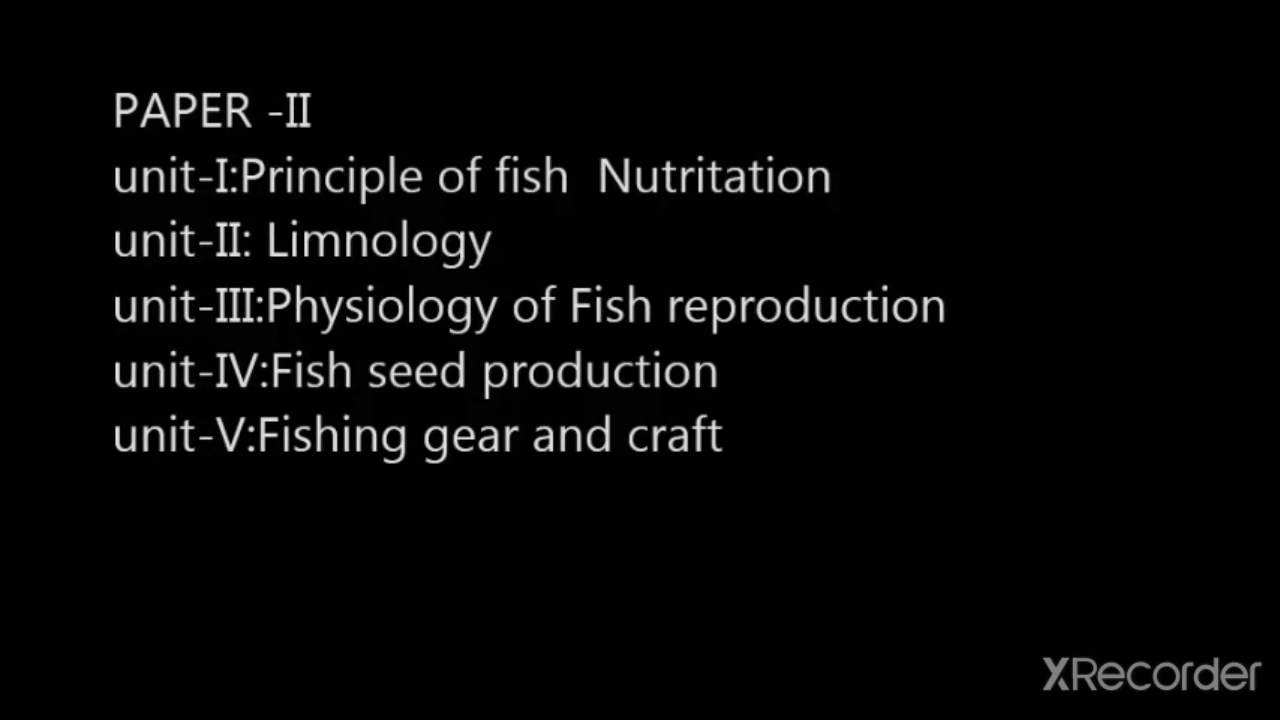 PAPER -II
unit-I:Principle of fish  Nutritation
unit-II: Limnology
unit-III:Physiology of Fish reproduction
unit-IV:Fish seed production
unit-V:Fishing gear and craft
XRecorder